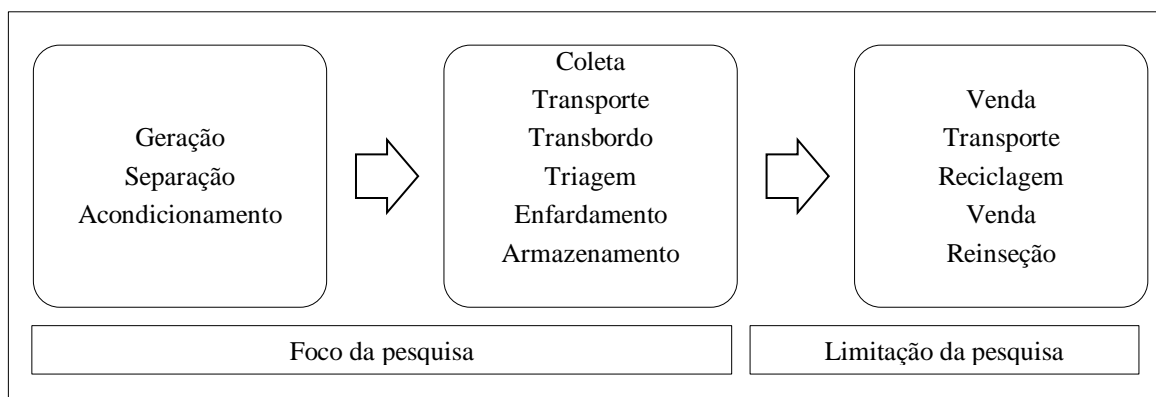 Geração
Separação
Acondicionamento
Coleta
Transporte
Transbordo
Triagem
Enfardamento
Armazenamento
Venda
Transporte
Reciclagem
Venda
Reinseção
Foco da pesquisa
Limitação da pesquisa